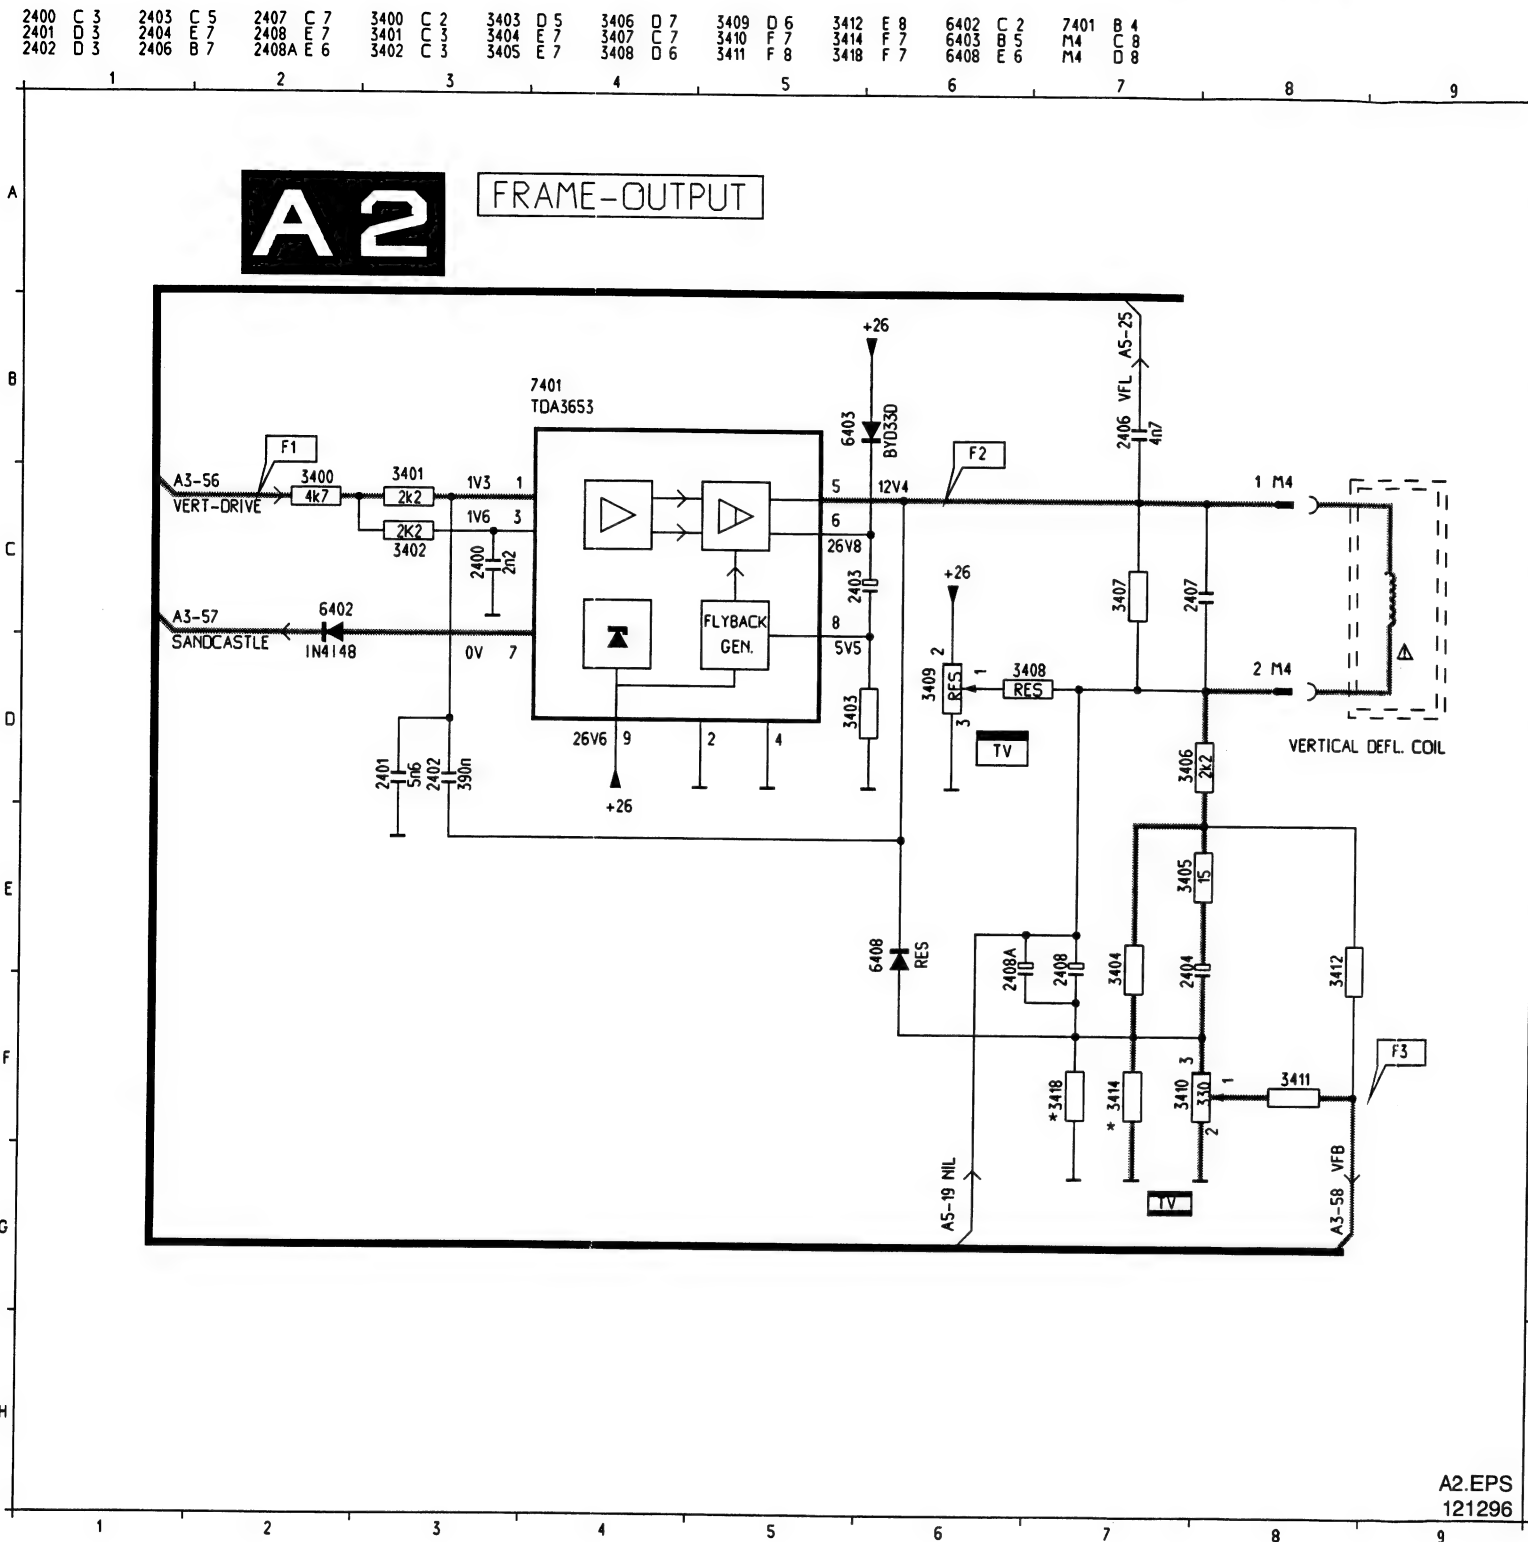 2400 C 3 2403 C 5 2407 C 7 3400 C 2 3403 D 5 3406 D 7 3409 D 6 3412 E 8 6402 C 2 7401 B 4
2401 D 3 2404 E 7 2408 E 7 3401 C 3 3404 E 7 3407 C 7 3410 F 7 3414 F 7 6403 B 5 M4 C 8
2402 D 3 2406 B 7 2408A E 6 3402 C 3 3405 E 7 3408 D 6 3411 F 8 3418 F 7 6408 E 6 M4 D 8
1 2 3 4 5 6 7 8 9
A
A2
FRAME-OUTPUT
+26
A5-25
VFL
B
7401
TDA3653
6403
BYD33D
2406
4n7
F1
F2
A3-56
VERT-DRIVE
3400
4k7
3401
2k2
1V3 1
5 12V4
1 M4
1V6 3
6
26V8
2K2
3402
C
2400
2n2
2403
+26
3407
2407
A3-57
SANDCASTLE
6402
1N4148
0V 7
FLYBACK
GEN.
8
5V5
2
3409
RES
1
3
3408
RES
2 M4
D
3403
TV
VERTICAL DEFL. COIL
26V6 9
2
4
3406
2k2
2401
5n6
2402
390n
+26
E
3405
15
6408
RES
2408A
2408
3404
2404
3412
F
F3
*3418
* 3414
3
3410
330
1
2
3411
A5-19 NIL
TV
A3-58
VFB
G
H
A2.EPS
121296
1 2 3 4 5 6 7 8 9